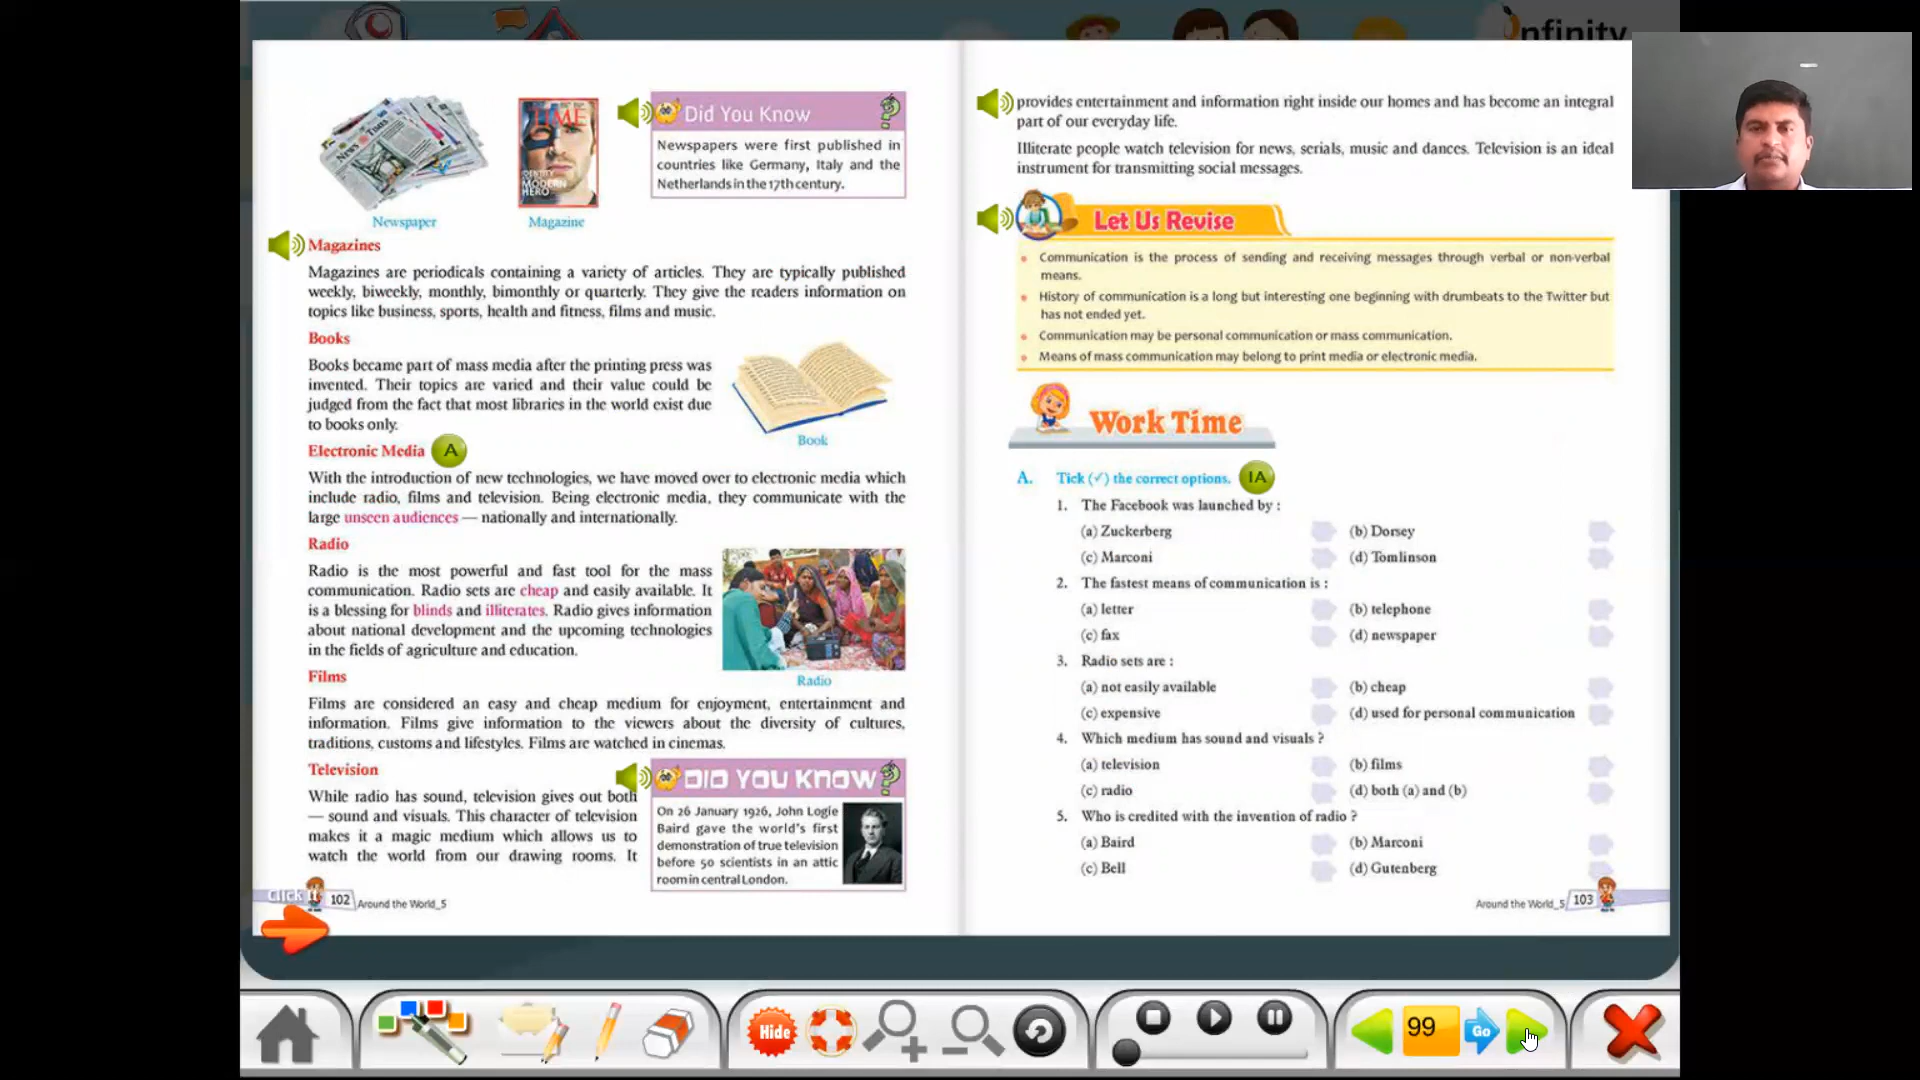 nfinity
Newspaper
TIME
MODERN
HERO
Magazine
Did You Know
Newspapers were first published in
countries like Germany, Italy and the
Netherlands in the 17th century.
Magazines
Magazines are periodicals containing a variety of articles. They are typically published
weekly, biweekly, monthly, bimonthly or quarterly. They give the readers information on
topics like business, sports, health and fitness, films and music.
Books
Books became part of mass media after the printing press was
invented. Their topics are varied and their value could be
judged from the fact that most libraries in the world exist due
to books only.
Book
Electronic Media A
With the introduction of new technologies, we have moved over to electronic media which
include radio, films and television. Being electronic media, they communicate with the
large unseen audiences — nationally and internationally.
Radio
Radio is the most powerful and fast tool for the mass
communication. Radio sets are cheap and easily available. It
is a blessing for blinds and illiterates. Radio gives information
about national development and the upcoming technologies
in the fields of agriculture and education.
Radio
Films
Films are considered an easy and cheap medium for enjoyment, entertainment and
information. Films give information to the viewers about the diversity of cultures,
traditions, customs and lifestyles. Films are watched in cinemas.
Television
While radio has sound, television gives out both
— sound and visuals. This character of television
makes it a magic medium which allows us to
watch the world from our drawing rooms. It
DID YOU KNOW
On 26 January 1926, John Logie
Baird gave the world's first
demonstration of true television
before 50 scientists in an attic
room in central London.
Click It
102 Around the World_5
provides entertainment and information right inside our homes and has become an integral
part of our everyday life.
Illiterate people watch television for news, serials, music and dances. Television is an ideal
instrument for transmitting social messages.
Let Us Revise
• Communication is the process of sending and receiving messages through verbal or non-verbal
means.
• History of communication is a long but interesting one beginning with drumbeats to the Twitter but
has not ended yet.
• Communication may be personal communication or mass communication.
• Means of mass communication may belong to print media or electronic media.
Work Time
A. Tick (✓) the correct options. IA
1. The Facebook was launched by :
(a) Zuckerberg (b) Dorsey
(c) Marconi (d) Tomlinson
2. The fastest means of communication is :
(a) letter (b) telephone
(c) fax (d) newspaper
3. Radio sets are :
(a) not easily available (b) cheap
(c) expensive (d) used for personal communication
4. Which medium has sound and visuals ?
(a) television (b) films
(c) radio (d) both (a) and (b)
5. Who is credited with the invention of radio ?
(a) Baird (b) Marconi
(c) Bell (d) Gutenberg
Around the World_5 103
Hide
99
Go